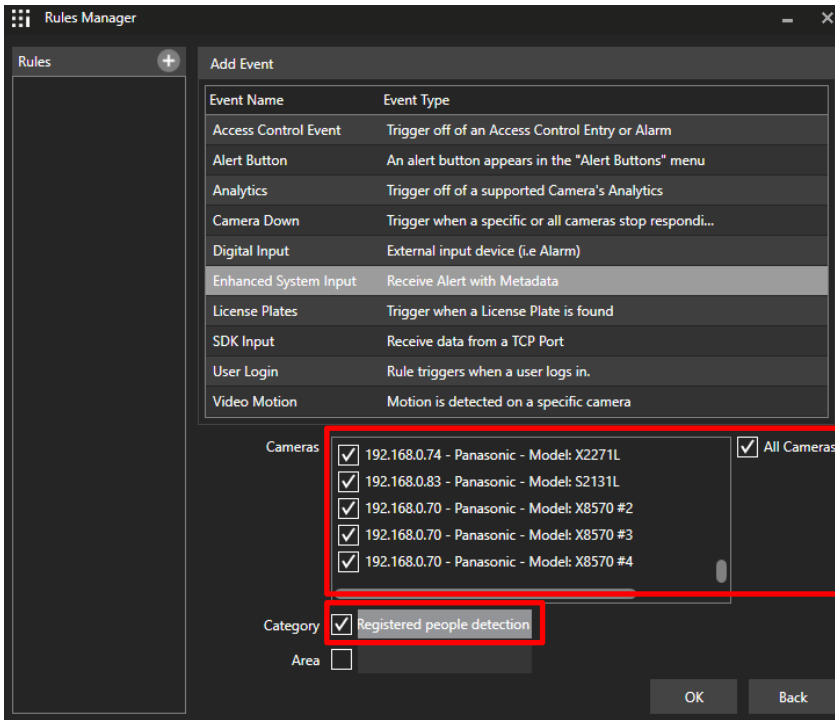 Rules Manager
Rules
Add Event
Event Name Event Type
Access Control Event Trigger off of an Access Control Entry or Alarm
Alert Button An alert button appears in the "Alert Buttons" menu
Analytics Trigger off of a supported Camera's Analytics
Camera Down Trigger when a specific or all cameras stop respondi...
Digital Input External input device (i.e Alarm)
Enhanced System Input Receive Alert with Metadata
License Plates Trigger when a License Plate is found
SDK Input Receive data from a TCP Port
User Login Rule triggers when a user logs in.
Video Motion Motion is detected on a specific camera
Cameras 192.168.0.74 - Panasonic - Model: X2271L All Cameras
192.168.0.83 - Panasonic - Model: S2131L
192.168.0.70 - Panasonic - Model: X8570 #2
192.168.0.70 - Panasonic - Model: X8570 #3
192.168.0.70 - Panasonic - Model: X8570 #4
Category Registered people detection
Area
OK Back